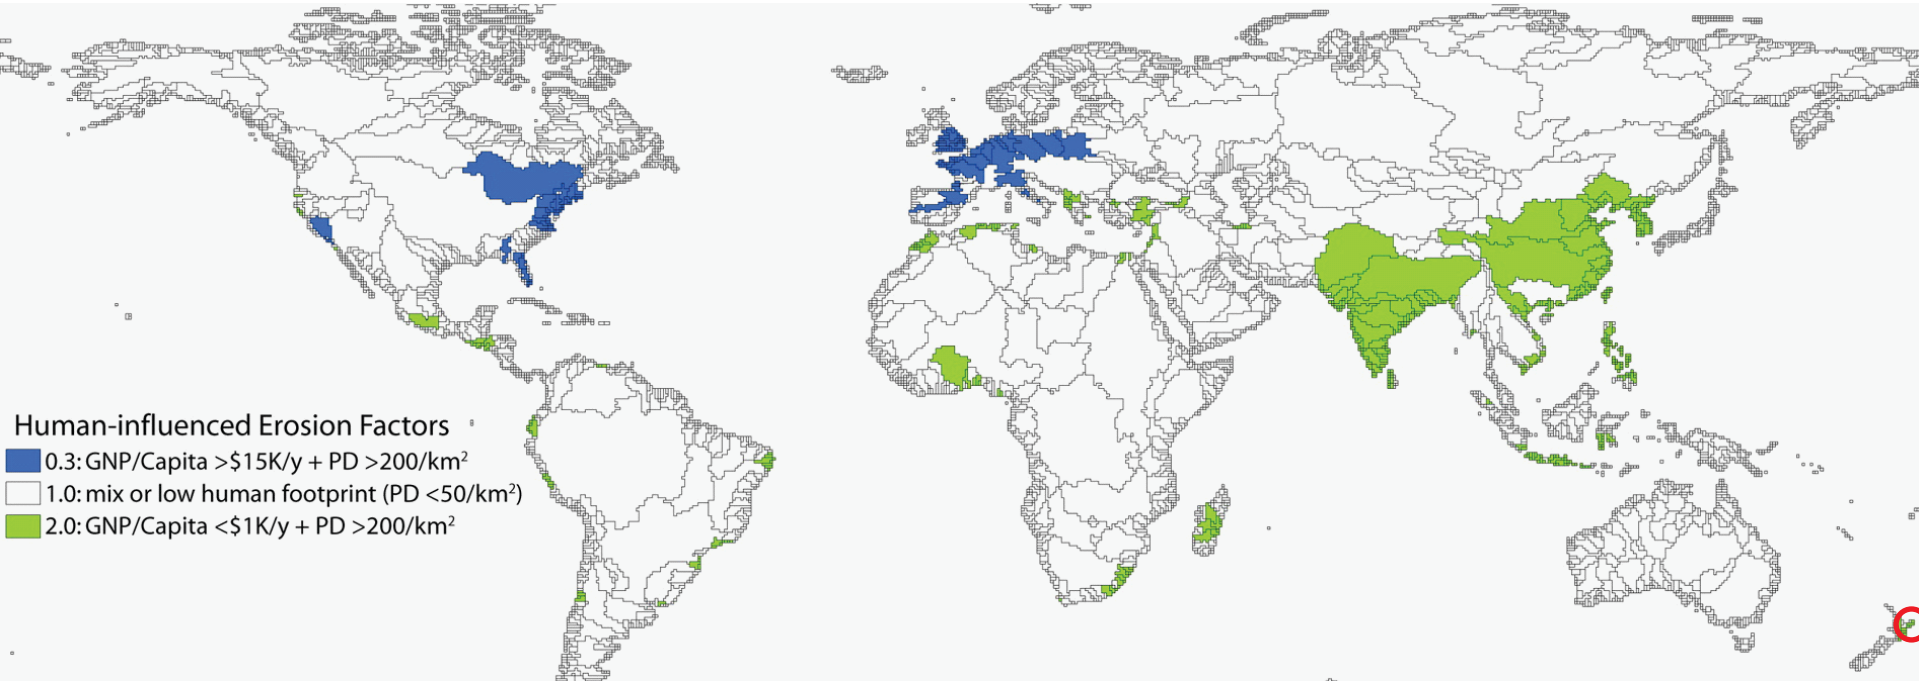 Human-influenced Erosion Factors
0.3: GNP/Capita >$15K/y + PD >200/km²
1.0: mix or low human footprint (PD <50/km²)
2.0: GNP/Capita <$1K/y + PD >200/km²